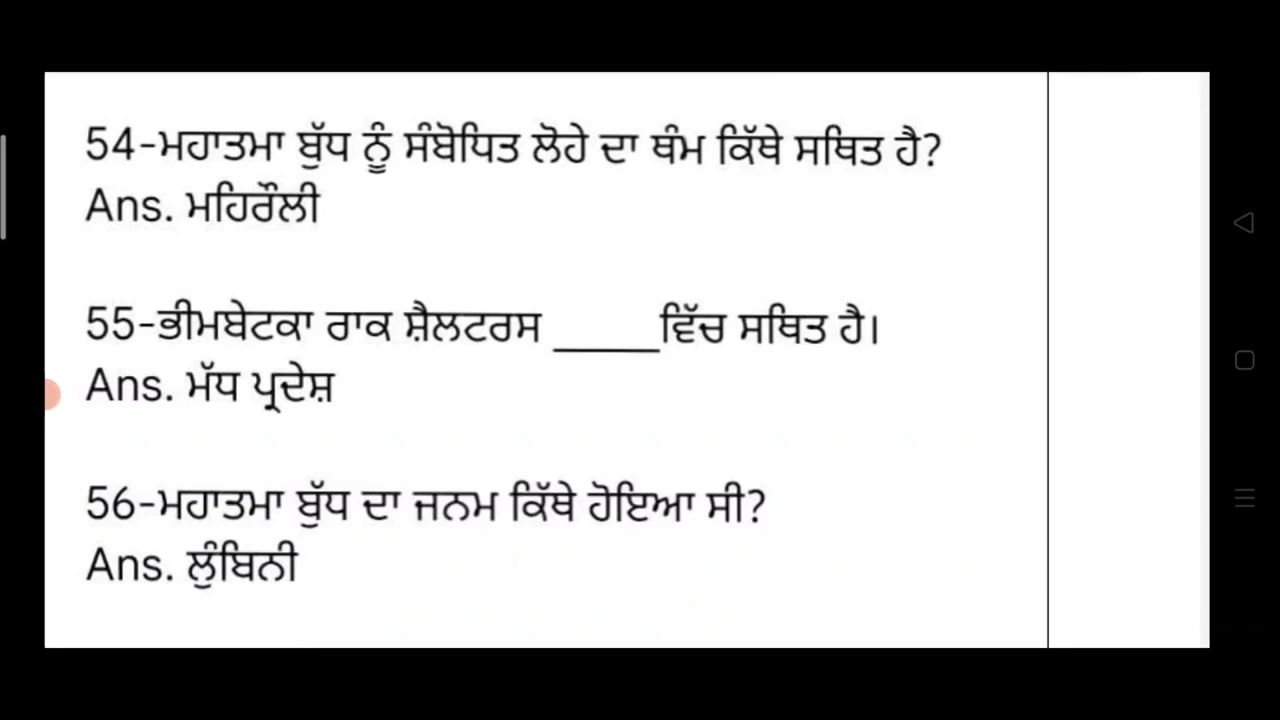 54-ਮਹਾਤਮਾ ਬੁੱਧ ਨੂੰ ਸੰਬੋਧਿਤ ਲੋਹੇ ਦਾ ਥੰਮ ਕਿੱਥੇ ਸਥਿਤ ਹੈ?
Ans. ਮਹਿਰੌਲੀ
55-ਭੀਮਬੇਟਕਾ ਰਾਕ ਸ਼ੈਲਟਰਸ _____ਵਿੱਚ ਸਥਿਤ ਹੈ।
Ans. ਮੱਧ ਪ੍ਰਦੇਸ਼
56-ਮਹਾਤਮਾ ਬੁੱਧ ਦਾ ਜਨਮ ਕਿੱਥੇ ਹੋਇਆ ਸੀ?
Ans. ਲੁੰਬਿਨੀ